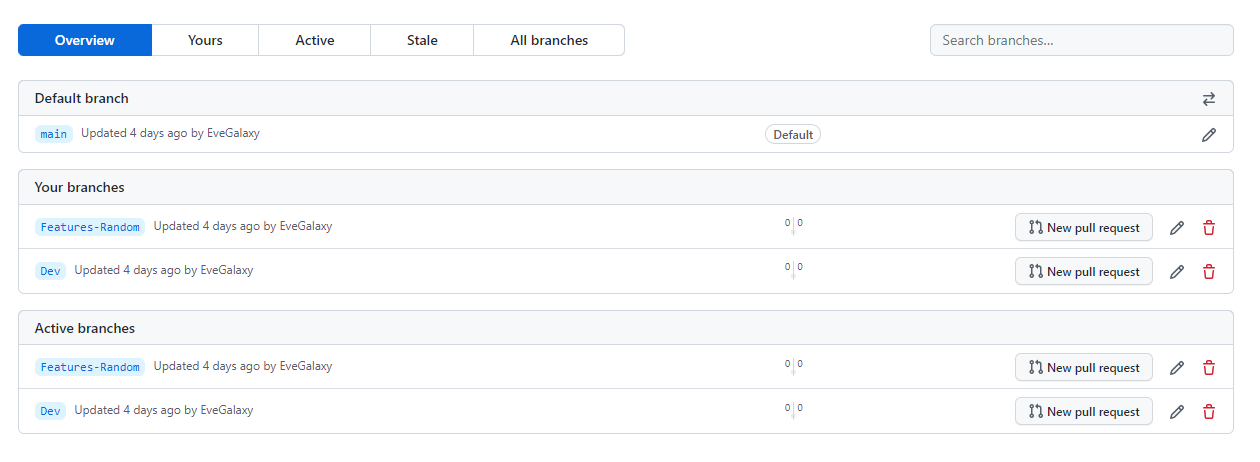 Overview Yours Active Stale All branches Search branches...
Default branch
main Updated 4 days ago by EveGalaxy Default
Your branches
Features-Random Updated 4 days ago by EveGalaxy 0 0 New pull request
Dev Updated 4 days ago by EveGalaxy 0 0 New pull request
Active branches
Features-Random Updated 4 days ago by EveGalaxy 0 0 New pull request
Dev Updated 4 days ago by EveGalaxy 0 0 New pull request